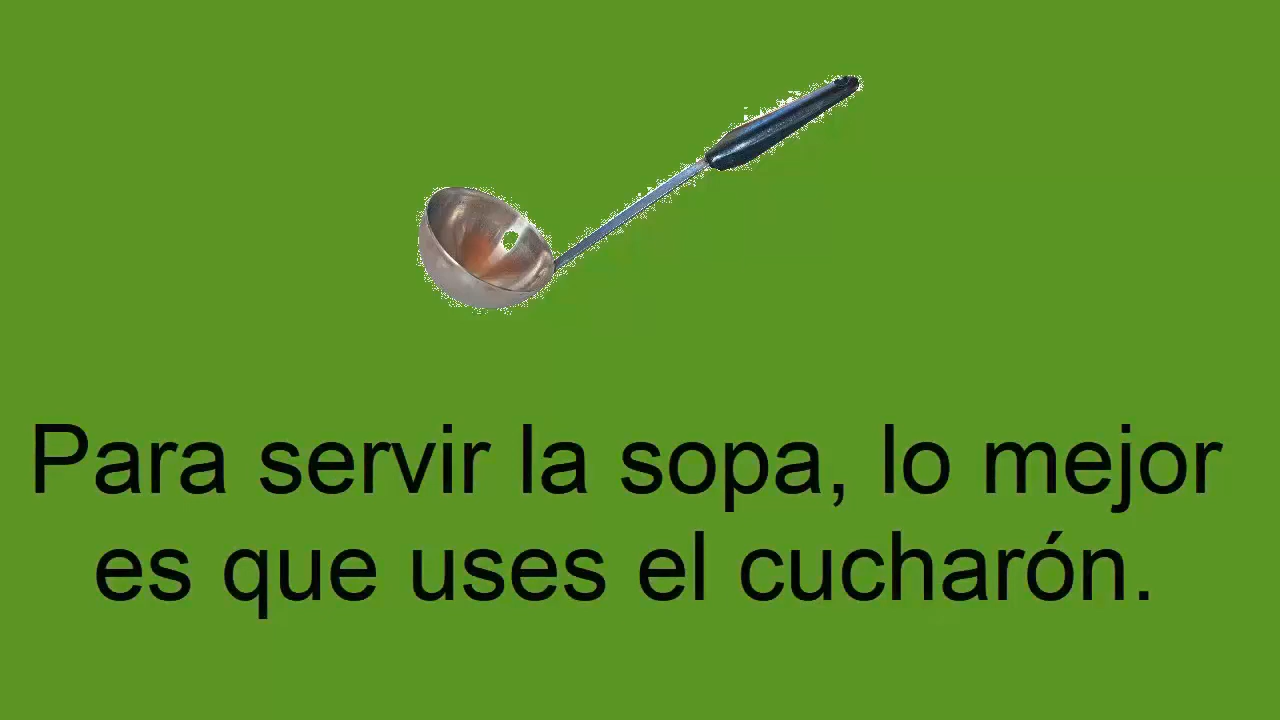 Para servir la sopa, lo mejor
es que uses el cucharón.